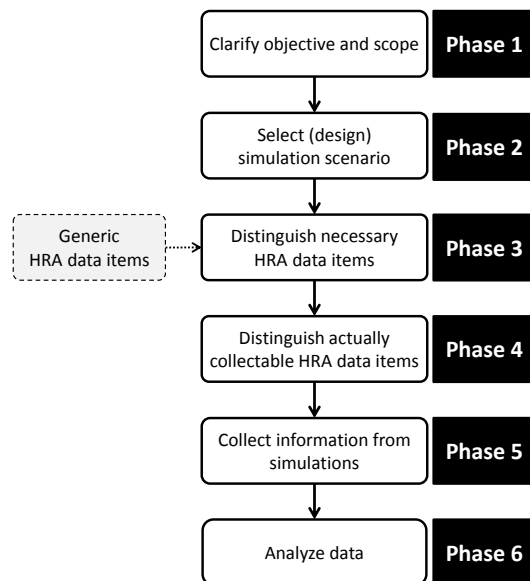 Clarify objective and scope
Phase 1
Select (design)
simulation scenario
Phase 2
Generic
HRA data items
Distinguish necessary
HRA data items
Phase 3
Distinguish actually
collectable HRA data items
Phase 4
Collect information from
simulations
Phase 5
Analyze data
Phase 6